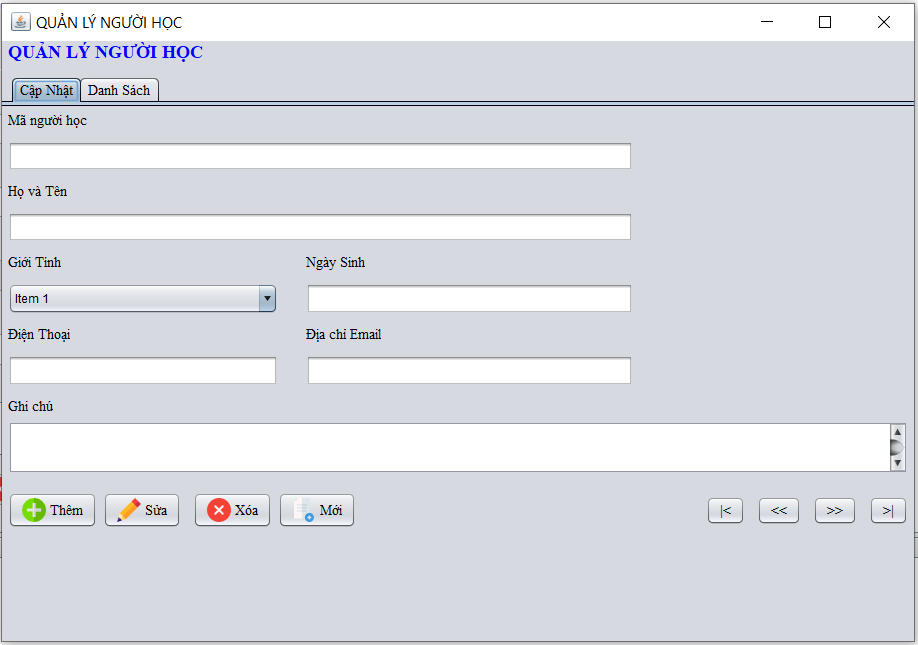 QUẢN LÝ NGƯỜI HỌC
QUẢN LÝ NGƯỜI HỌC
Cập Nhật Danh Sách
Mã người học
Họ và Tên
Giới Tính Ngày Sinh
Item 1
Điện Thoại Địa chỉ Email
Ghi chú
Thêm Sửa Xóa Mới |< << >> >|